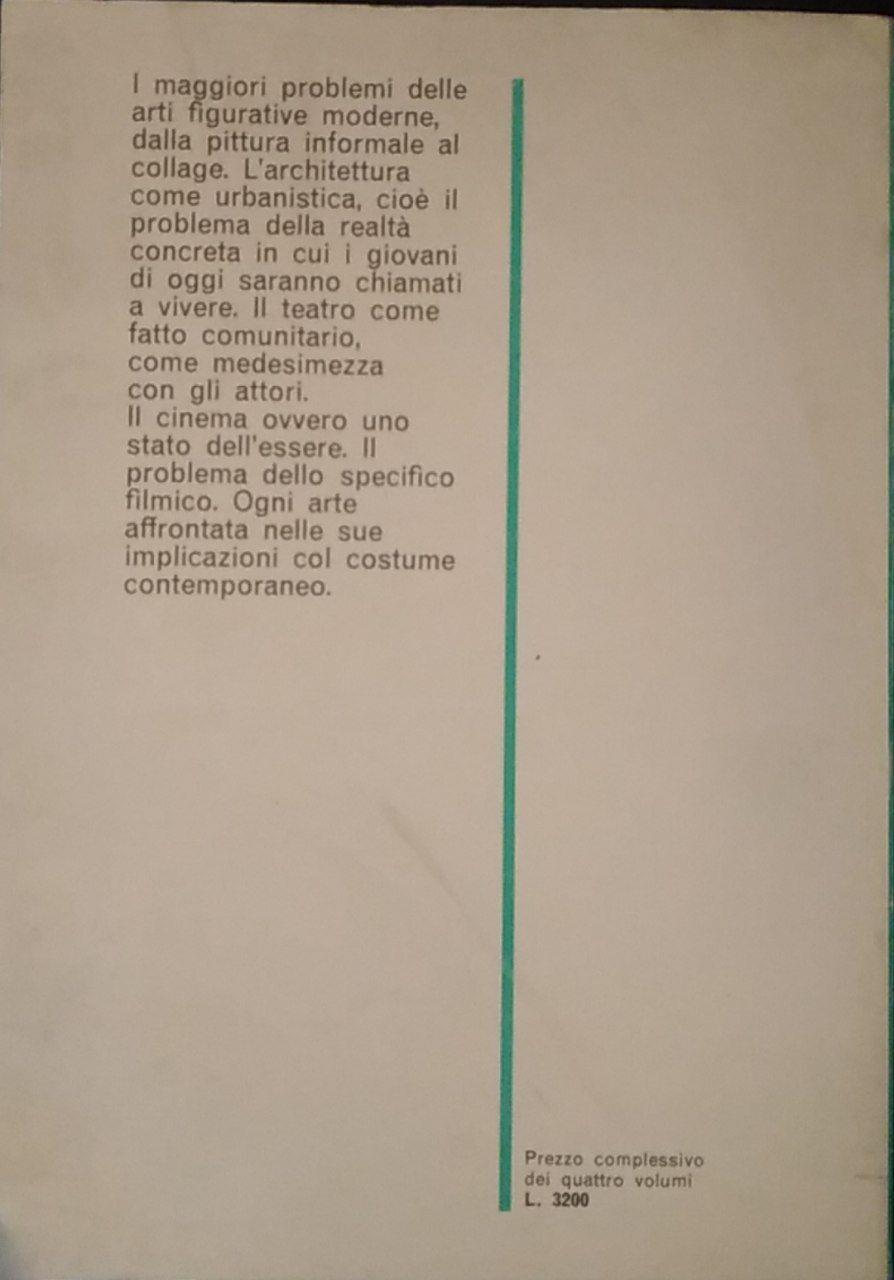 I maggiori problemi delle
arti figurative moderne,
dalla pittura informale al
collage. L'architettura
come urbanistica, cioè il
problema della realtà
concreta in cui i giovani
di oggi saranno chiamati
a vivere. Il teatro come
fatto comunitario,
come medesimezza
con gli attori.
Il cinema ovvero uno
stato dell'essere. Il
problema dello specifico
filmico. Ogni arte
affrontata nelle sue
implicazioni col costume
contemporaneo.
Prezzo complessivo
dei quattro volumi
L. 3200